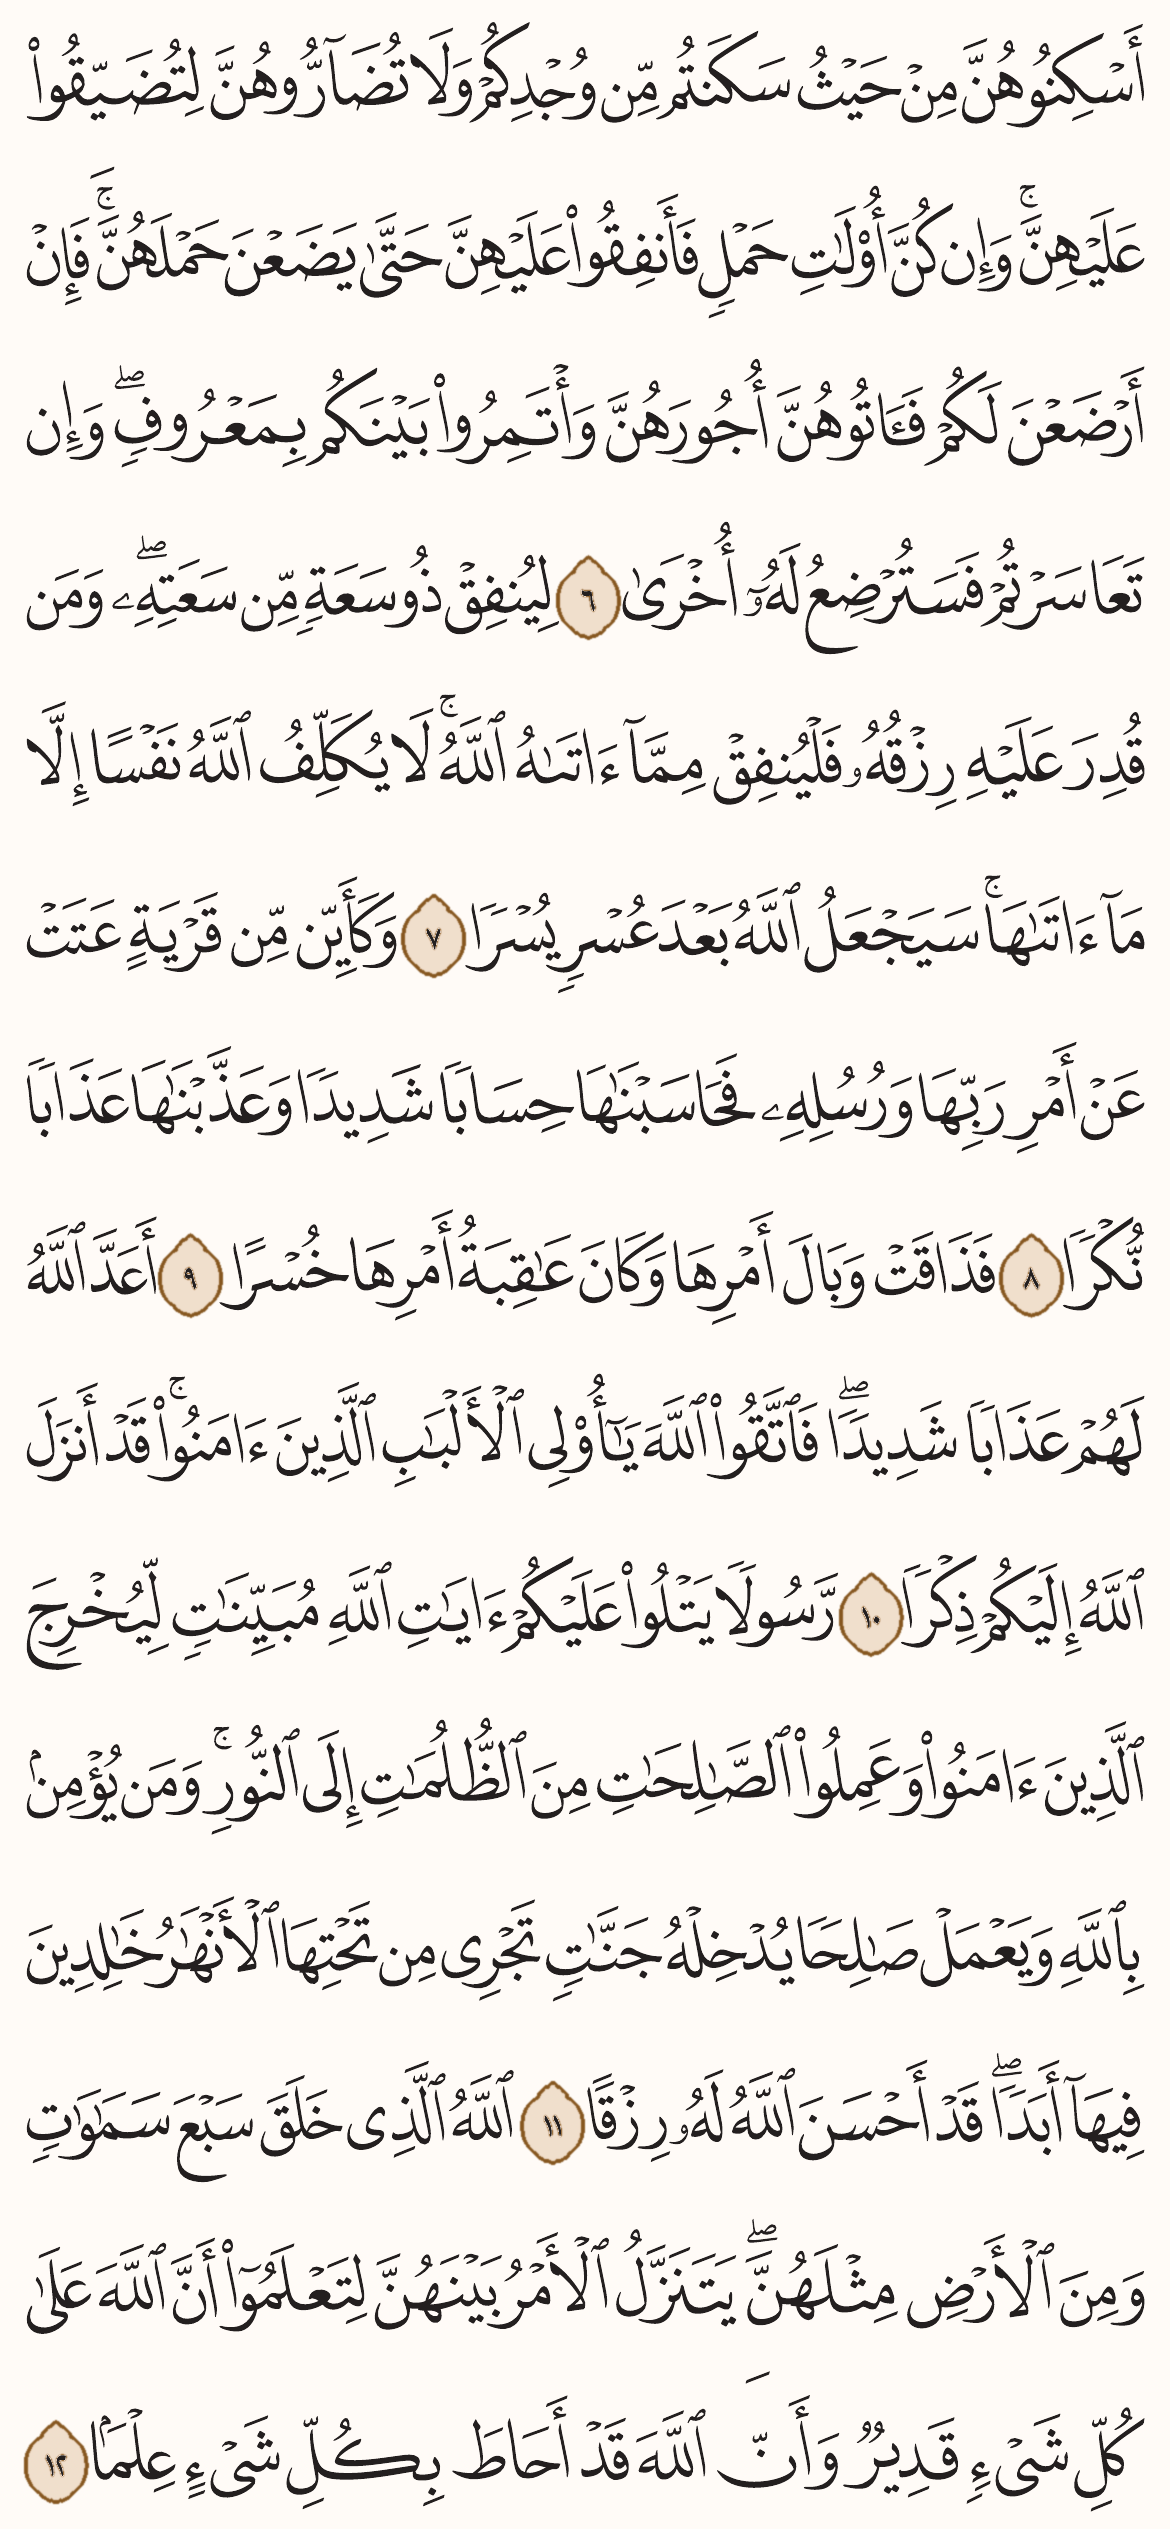 أَسۡكِنُوهُنَّ مِنۡ حَيۡثُ سَكَنتُم مِّن وُجۡدِكُمۡ وَلَا تُضَآرُّوهُنَّ لِتُضَيِّقُواْ
عَلَيۡهِنَّۚ وَإِن كُنَّ أُوْلَٰتِ حَمۡلٖ فَأَنفِقُواْ عَلَيۡهِنَّ حَتَّىٰ يَضَعۡنَ حَمۡلَهُنَّۚ فَإِنۡ
أَرۡضَعۡنَ لَكُمۡ فَـَٔاتُوهُنَّ أُجُورَهُنَّ وَأۡتَمِرُواْ بَيۡنَكُم بِمَعۡرُوفٖۖ وَإِن
تَعَاسَرۡتُمۡ فَسَتُرۡضِعُ لَهُۥٓ أُخۡرَىٰ ٦ لِيُنفِقۡ ذُو سَعَةٖ مِّن سَعَتِهِۦۖ وَمَن
قُدِرَ عَلَيۡهِ رِزۡقُهُۥ فَلۡيُنفِقۡ مِمَّآ ءَاتَىٰهُ ٱللَّهُۚ لَا يُكَلِّفُ ٱللَّهُ نَفۡسًا إِلَّا
مَآ ءَاتَىٰهَاۚ سَيَجۡعَلُ ٱللَّهُ بَعۡدَ عُسۡرٖ يُسۡرٗا ٧ وَكَأَيِّن مِّن قَرۡيَةٍ عَتَتۡ
عَنۡ أَمۡرِ رَبِّهَا وَرُسُلِهِۦ فَحَاسَبۡنَٰهَا حِسَابٗا شَدِيدٗا وَعَذَّبۡنَٰهَا عَذَابٗا
نُّكۡرٗا ٨ فَذَاقَتۡ وَبَالَ أَمۡرِهَا وَكَانَ عَٰقِبَةُ أَمۡرِهَا خُسۡرًا ٩ أَعَدَّ ٱللَّهُ
لَهُمۡ عَذَابٗا شَدِيدٗاۖ فَٱتَّقُواْ ٱللَّهَ يَٰٓأُوْلِي ٱلۡأَلۡبَٰبِ ٱلَّذِينَ ءَامَنُواْۚ قَدۡ أَنزَلَ
ٱللَّهُ إِلَيۡكُمۡ ذِكۡرٗا ١٠ رَّسُولٗا يَتۡلُواْ عَلَيۡكُمۡ ءَايَٰتِ ٱللَّهِ مُبَيِّنَٰتٖ لِّيُخۡرِجَ
ٱلَّذِينَ ءَامَنُواْ وَعَمِلُواْ ٱلصَّٰلِحَٰتِ مِنَ ٱلظُّلُمَٰتِ إِلَى ٱلنُّورِۚ وَمَن يُؤۡمِنۢ
بِٱللَّهِ وَيَعۡمَلۡ صَٰلِحٗا يُدۡخِلۡهُ جَنَّٰتٖ تَجۡرِي مِن تَحۡتِهَا ٱلۡأَنۡهَٰرُ خَٰلِدِينَ
فِيهَآ أَبَدٗاۖ قَدۡ أَحۡسَنَ ٱللَّهُ لَهُۥ رِزۡقًا ١١ ٱللَّهُ ٱلَّذِي خَلَقَ سَبۡعَ سَمَٰوَٰتٖ
وَمِنَ ٱلۡأَرۡضِ مِثۡلَهُنَّۖ يَتَنَزَّلُ ٱلۡأَمۡرُ بَيۡنَهُنَّ لِتَعۡلَمُوٓاْ أَنَّ ٱللَّهَ عَلَىٰ
كُلِّ شَيۡءٖ قَدِيرٞ وَأَنَّ ٱللَّهَ قَدۡ أَحَاطَ بِكُلِّ شَيۡءٍ عِلۡمَۢا ١٢